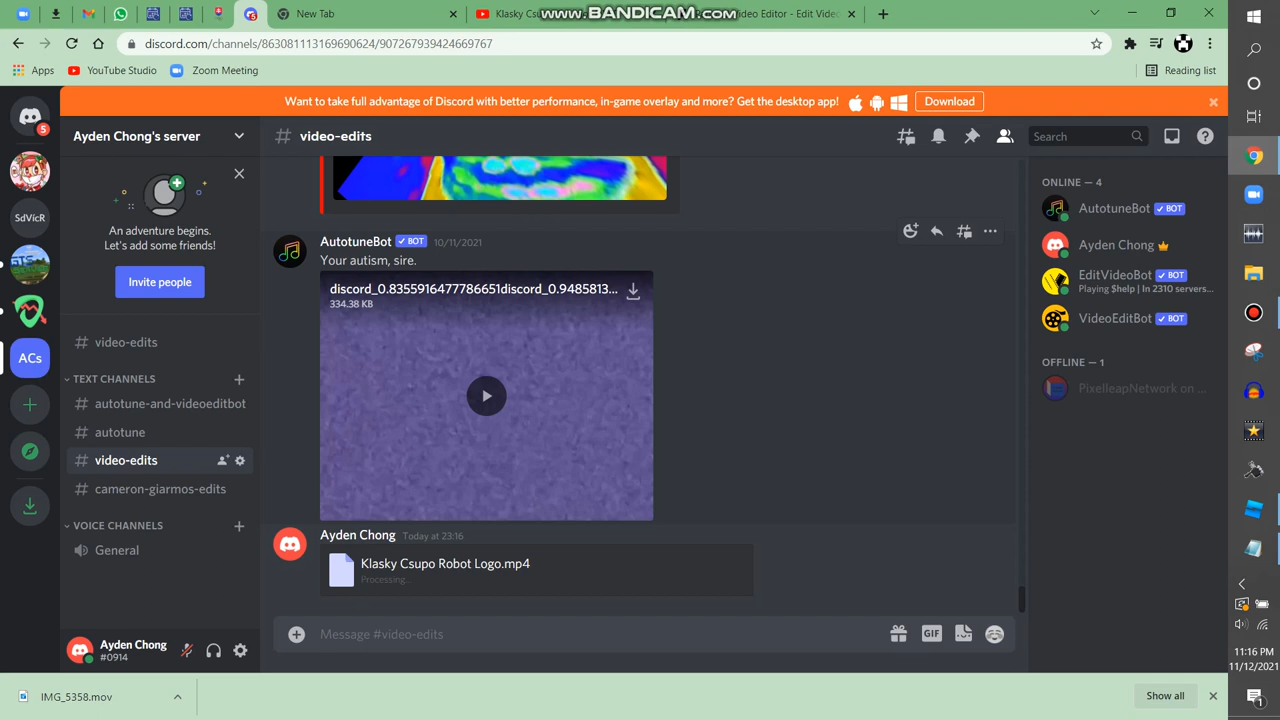 www.BANDICAM.com
New Tab
Klasky Csu
ideo Editor - Edit Vide
discord.com/channels/863081113169690624/907267939424669767
Apps
YouTube Studio
Zoom Meeting
Reading list
Want to take full advantage of Discord with better performance, in-game overlay and more? Get the desktop app!
Download
Ayden Chong's server
video-edits
Search
An adventure begins.
Let's add some friends!
Invite people
video-edits
TEXT CHANNELS
autotune-and-videoeditbot
autotune
video-edits
cameron-giarmos-edits
VOICE CHANNELS
General
Ayden Chong
#0914
5
SdVicR
ACs
AutotuneBot BOT 10/11/2021
Your autism, sire.
discord_0.8355916477786651discord_0.9485813...
334.38 KB
Ayden Chong Today at 23:16
Klasky Csupo Robot Logo.mp4
Processing...
Message #video-edits
GIF
ONLINE — 4
AutotuneBot BOT
Ayden Chong
EditVideoBot BOT
Playing $help | In 2310 servers...
VideoEditBot BOT
OFFLINE — 1
PixelleapNetwork on ...
IMG_5358.mov
Show all
11:16 PM
11/12/2021
1